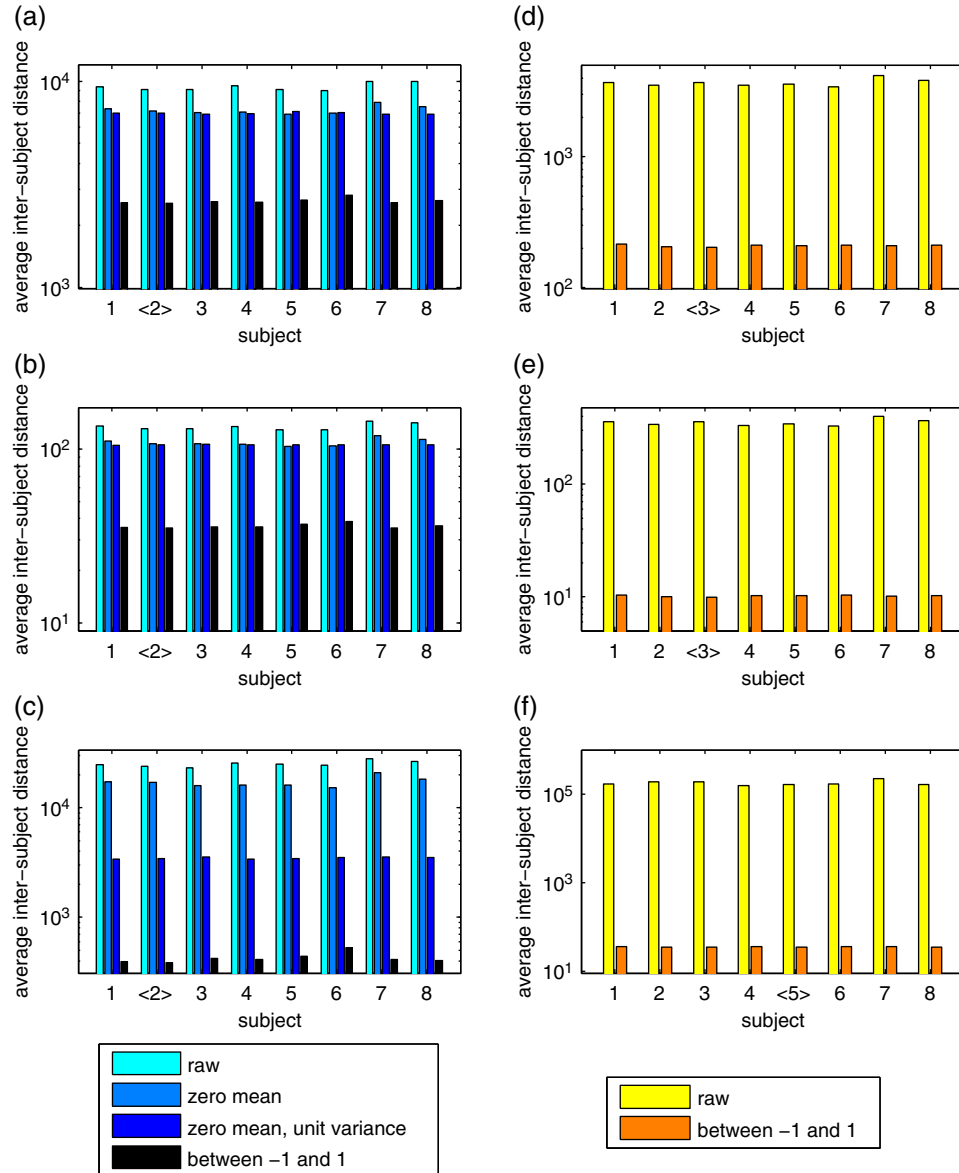 (a)
average inter-subject distance
10^4
10^3
1 <2> 3 4 5 6 7 8
subject
(d)
average inter-subject distance
10^3
10^2
1 2 <3> 4 5 6 7 8
subject
(b)
average inter-subject distance
10^2
10^1
1 <2> 3 4 5 6 7 8
subject
(e)
average inter-subject distance
10^2
10^1
1 2 <3> 4 5 6 7 8
subject
(c)
average inter-subject distance
10^4
10^3
1 <2> 3 4 5 6 7 8
subject
(f)
average inter-subject distance
10^5
10^3
10^1
1 2 3 4 <5> 6 7 8
subject
raw
zero mean
zero mean, unit variance
between -1 and 1
raw
between -1 and 1